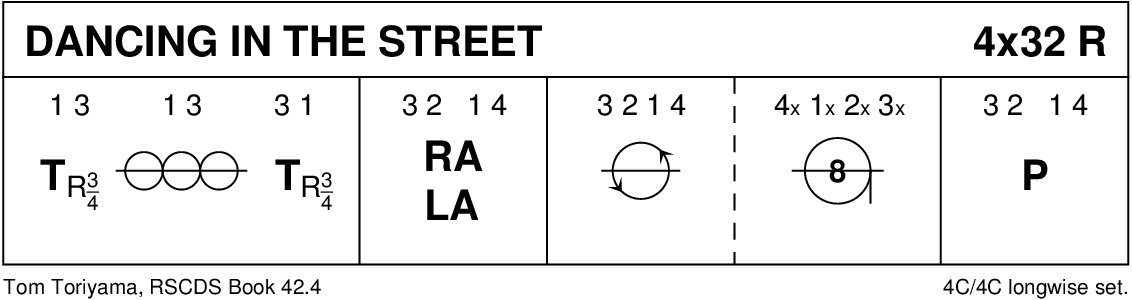 DANCING IN THE STREET 4x32 R
1 3 1 3 3 1 3 2 1 4 3 2 1 4 4x 1x 2x 3x 3 2 1 4
TR3/4 TR3/4 RA LA 8 P
Tom Toriyama, RSCDS Book 42.4 4C/4C longwise set.